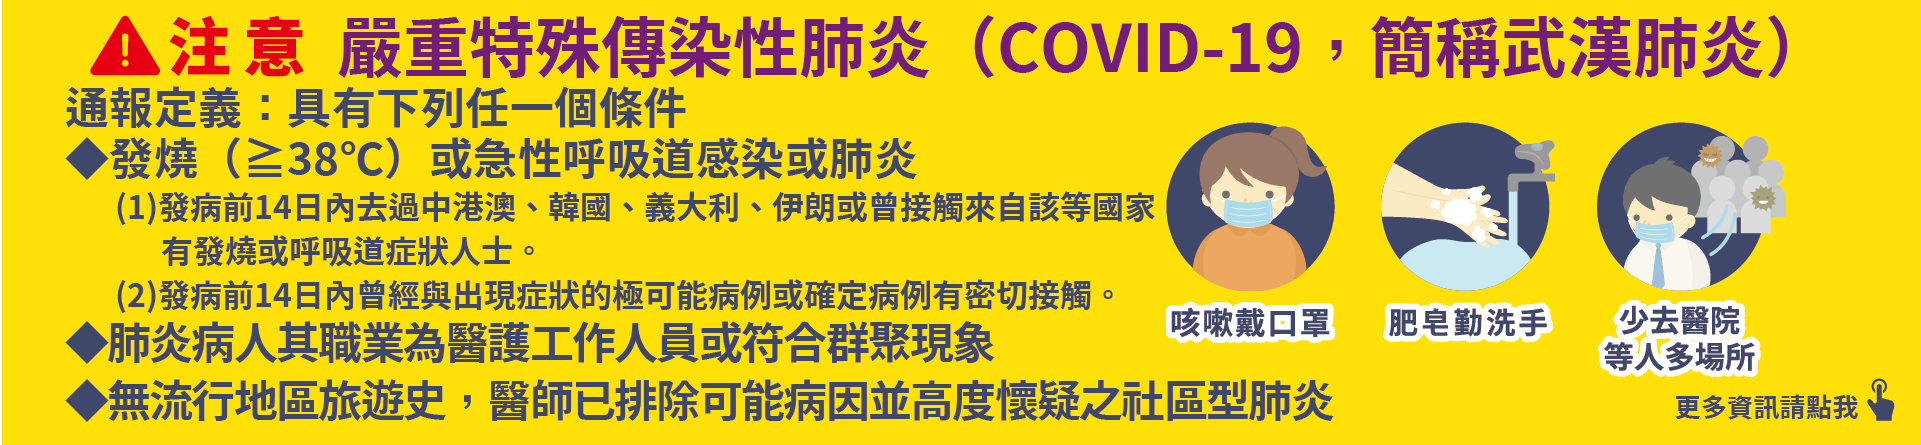 注意 嚴重特殊傳染性肺炎（COVID-19，簡稱武漢肺炎）
通報定義：具有下列任一個條件
◆發燒（≧38℃）或急性呼吸道感染或肺炎
(1)發病前14日內去過中港澳、韓國、義大利、伊朗或曾接觸來自該等國家
有發燒或呼吸道症狀人士。
(2)發病前14日內曾經與出現症狀的極可能病例或確定病例有密切接觸。
◆肺炎病人其職業為醫護工作人員或符合群聚現象
◆無流行地區旅遊史，醫師已排除可能病因並高度懷疑之社區型肺炎
咳嗽戴口罩
肥皂勤洗手
少去醫院
等人多場所
更多資訊請點我